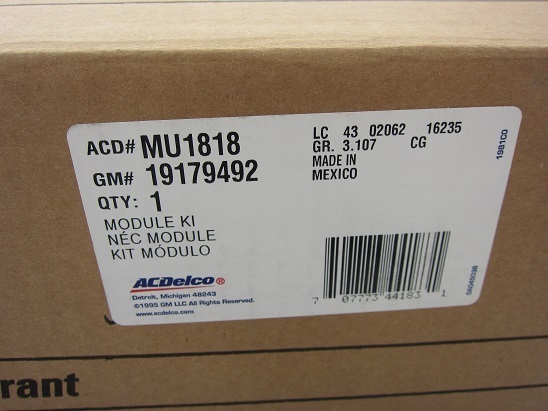 ACD# MU1818
GM# 19179492
QTY: 1
MODULE KI
NÉC MODULE
KIT MÓDULO
ACDelco®
Detroit, Michigan 48243
©1995 GM LLC All Rights Reserved.
www.acdelco.com
LC 43 02062 16235
GR. 3.107 CG
MADE IN
MEXICO
1981CO
7 07773 44183 1
rant